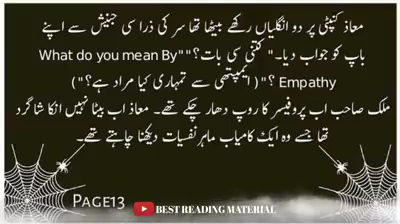 معاذ کنپٹی پر دو انگلیاں رکھے بیٹھا تھا سر کی ذرا سی جنبش سے اپنے
باپ کو جواب دیا۔" کتنی سی بات؟""What do you mean By
Empathy ؟"( ایمپتھی سے تمہاری کیا مراد ہے؟")
ملک صاحب اب پروفیسر کا روپ دھار چکے تھے۔ معاذ اب بیٹا نہیں انکا شاگرد
تھا جسے وہ ایک کامیاب ماہر نفسیات دیکھنا چاہتے تھے۔
PAGE13
BEST READING MATERIAL